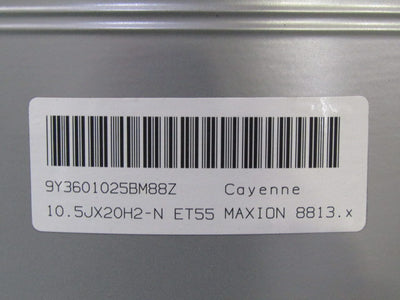 9Y3601025BM88Z Cayenne
10.5JX20H2-N ET55 MAXION 8813.x